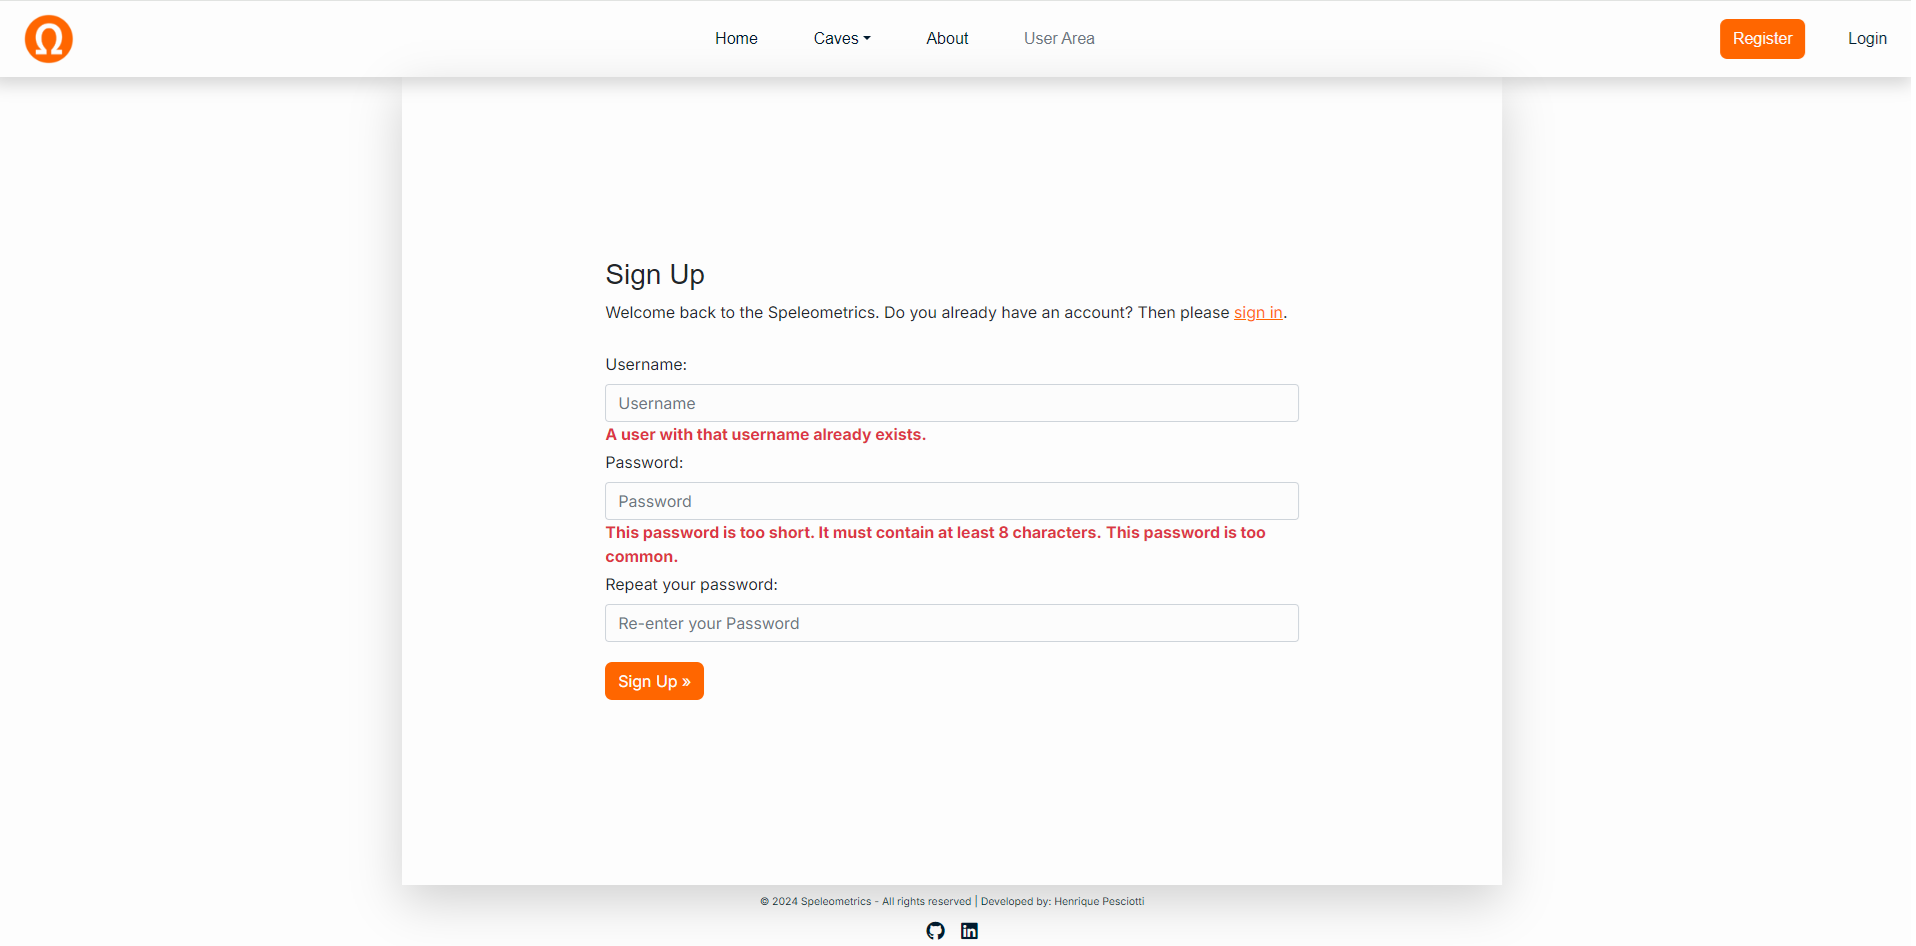 Ω
Home Caves About User Area Register Login
Sign Up
Welcome back to the Speleometrics. Do you already have an account? Then please sign in.
Username:
Username
A user with that username already exists.
Password:
Password
This password is too short. It must contain at least 8 characters. This password is too
common.
Repeat your password:
Re-enter your Password
Sign Up »
© 2024 Speleometrics - All rights reserved | Developed by: Henrique Pesciotti
in